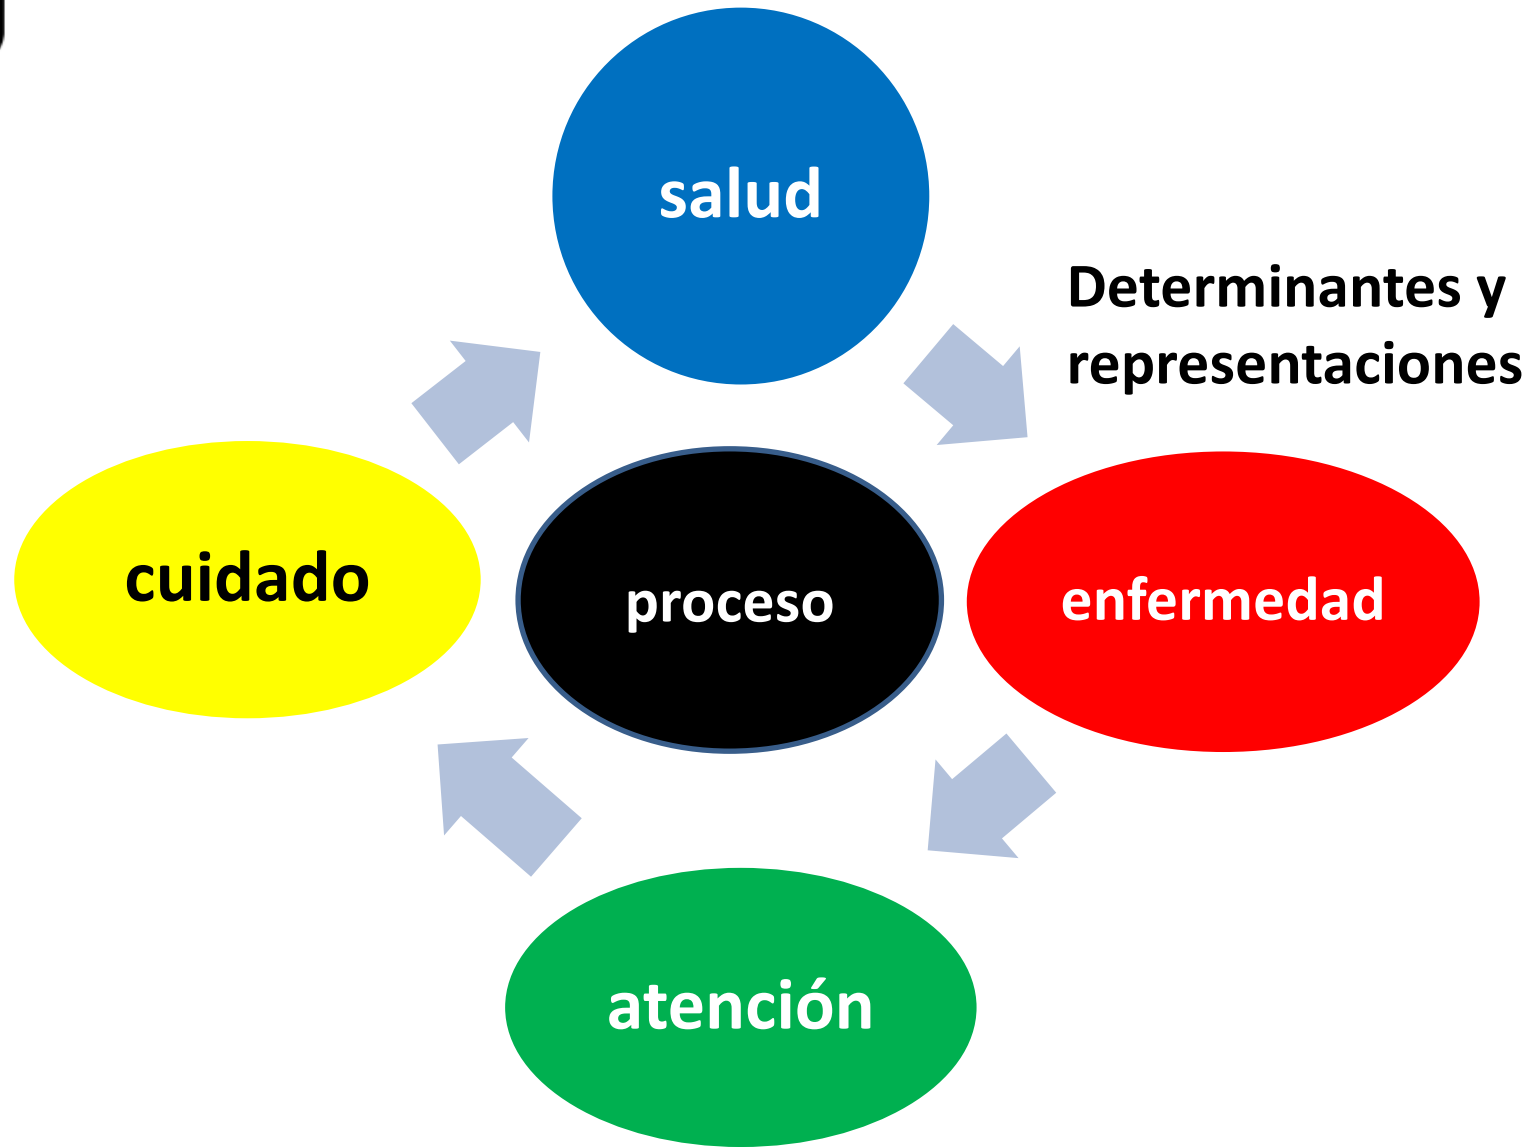 salud
Determinantes y
representaciones
cuidado
proceso
enfermedad
atención